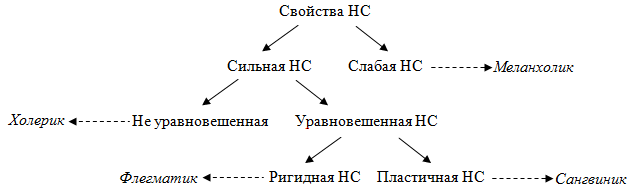 Свойства НС
Сильная НС Слабая НС Меланхолик
Холерик Не уравновешенная Уравновешенная НС
Флегматик Ригидная НС Пластичная НС Сангвиник